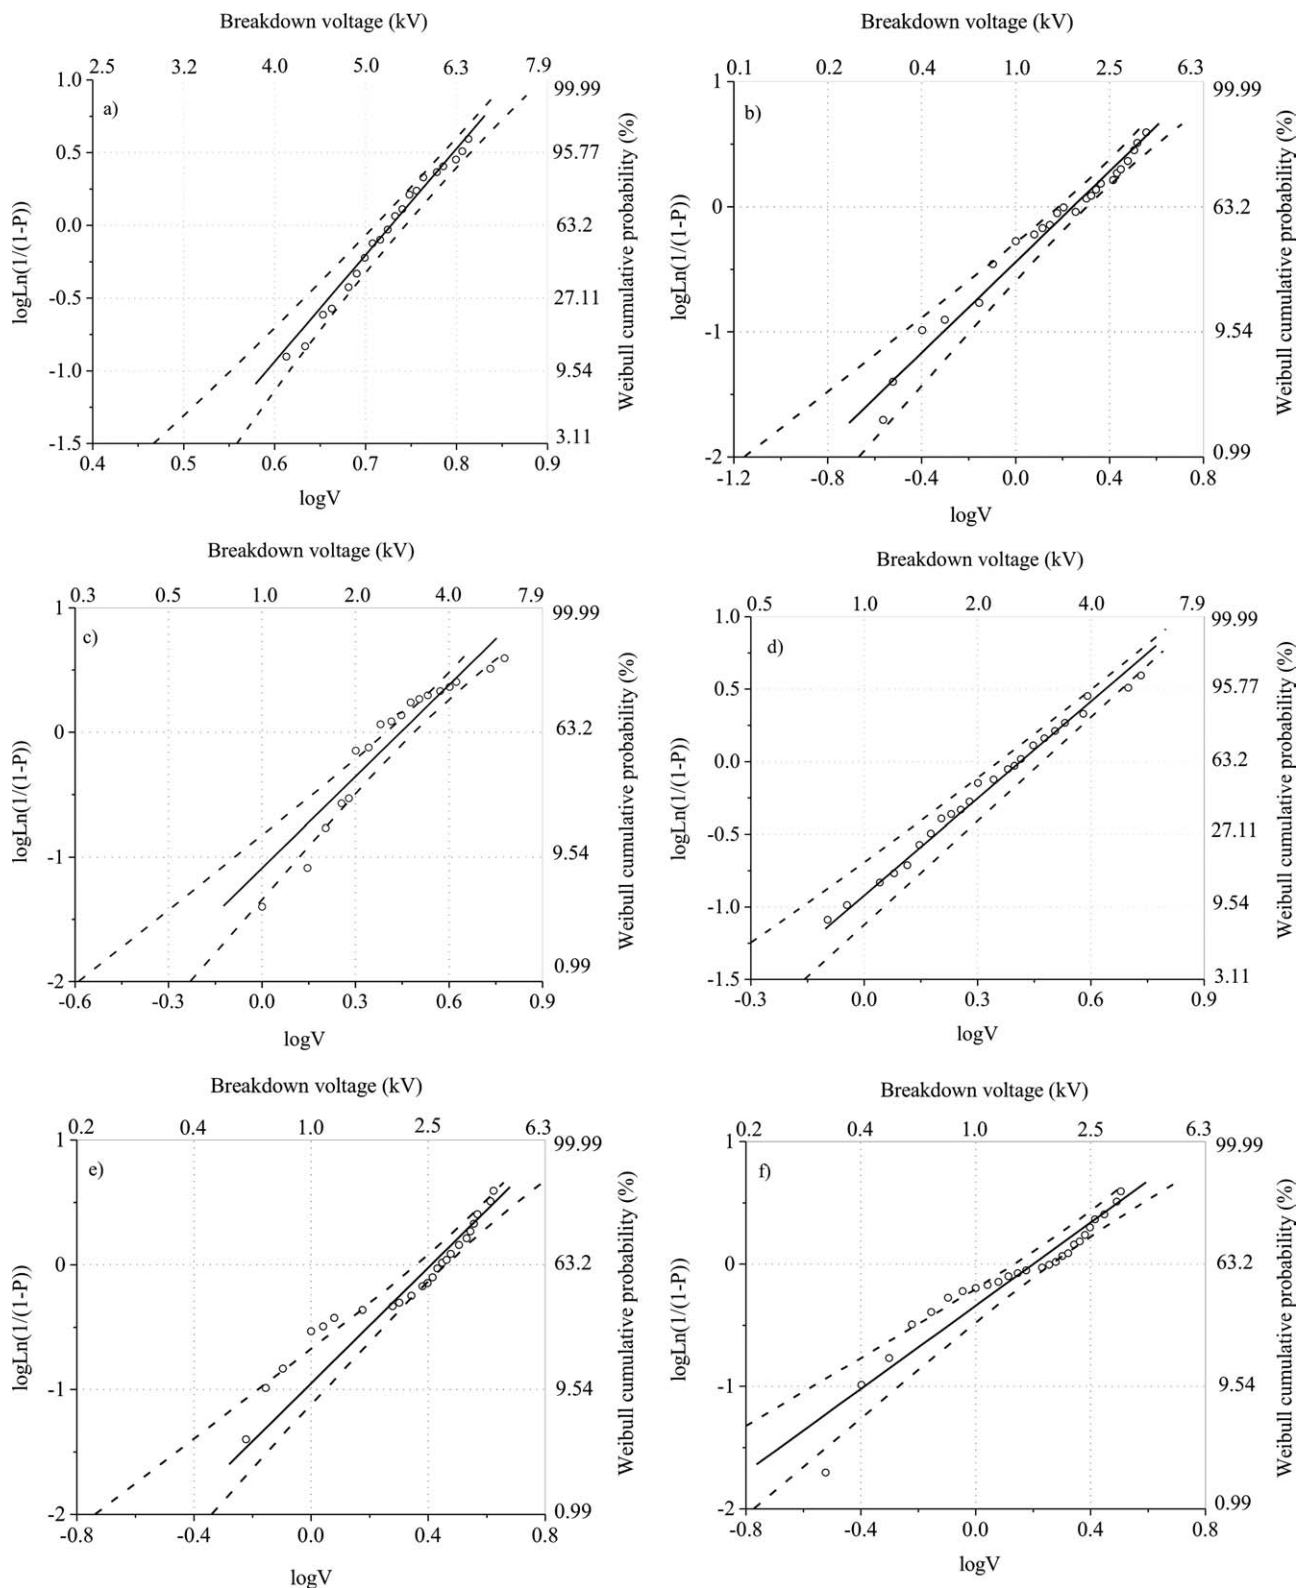 Breakdown voltage (kV)
2.5 3.2 4.0 5.0 6.3 7.9
a)
1.0
0.5
0.0
-0.5
-1.0
-1.5
logLn(1/(1-P))
99.99
95.77
63.2
27.11
9.54
3.11
Weibull cumulative probability (%)
0.4 0.5 0.6 0.7 0.8 0.9
logV
Breakdown voltage (kV)
0.1 0.2 0.4 1.0 2.5 6.3
b)
1
0
-1
-2
logLn(1/(1-P))
99.99
63.2
9.54
0.99
Weibull cumulative probability (%)
-1.2 -0.8 -0.4 0.0 0.4 0.8
logV
Breakdown voltage (kV)
0.3 0.5 1.0 2.0 4.0 7.9
c)
1
0
-1
-2
logLn(1/(1-P))
99.99
63.2
9.54
0.99
Weibull cumulative probability (%)
-0.6 -0.3 0.0 0.3 0.6 0.9
logV
Breakdown voltage (kV)
0.5 1.0 2.0 4.0 7.9
d)
1.0
0.5
0.0
-0.5
-1.0
-1.5
logLn(1/(1-P))
99.99
95.77
63.2
27.11
9.54
3.11
Weibull cumulative probability (%)
-0.3 0.0 0.3 0.6 0.9
logV
Breakdown voltage (kV)
0.2 0.4 1.0 2.5 6.3
e)
1
0
-1
-2
logLn(1/(1-P))
99.99
63.2
9.54
0.99
Weibull cumulative probability (%)
-0.8 -0.4 0.0 0.4 0.8
logV
Breakdown voltage (kV)
0.2 0.4 1.0 2.5 6.3
f)
1
0
-1
-2
logLn(1/(1-P))
99.99
63.2
9.54
0.99
Weibull cumulative probability (%)
-0.8 -0.4 0.0 0.4 0.8
logV